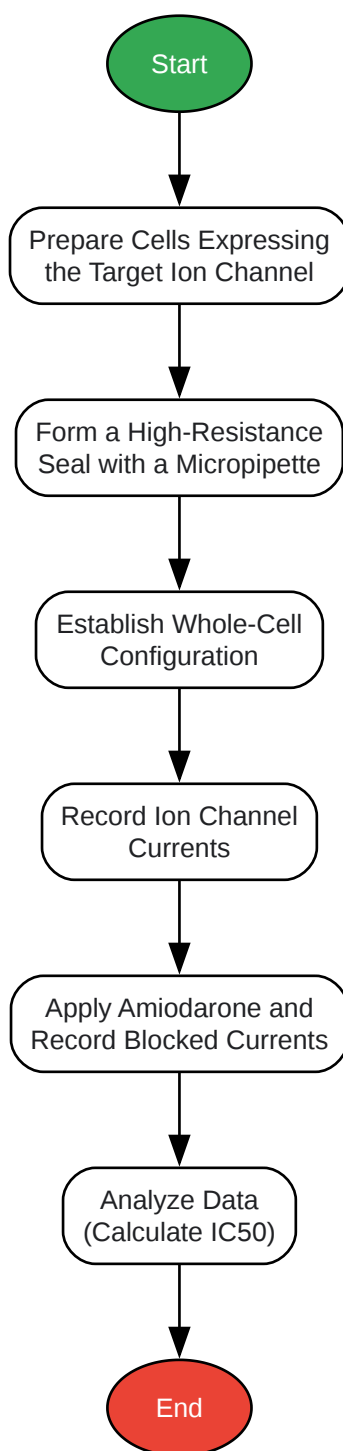 Start
Prepare Cells Expressing
the Target Ion Channel
Form a High-Resistance
Seal with a Micropipette
Establish Whole-Cell
Configuration
Record Ion Channel
Currents
Apply Amiodarone and
Record Blocked Currents
Analyze Data
(Calculate IC50)
End